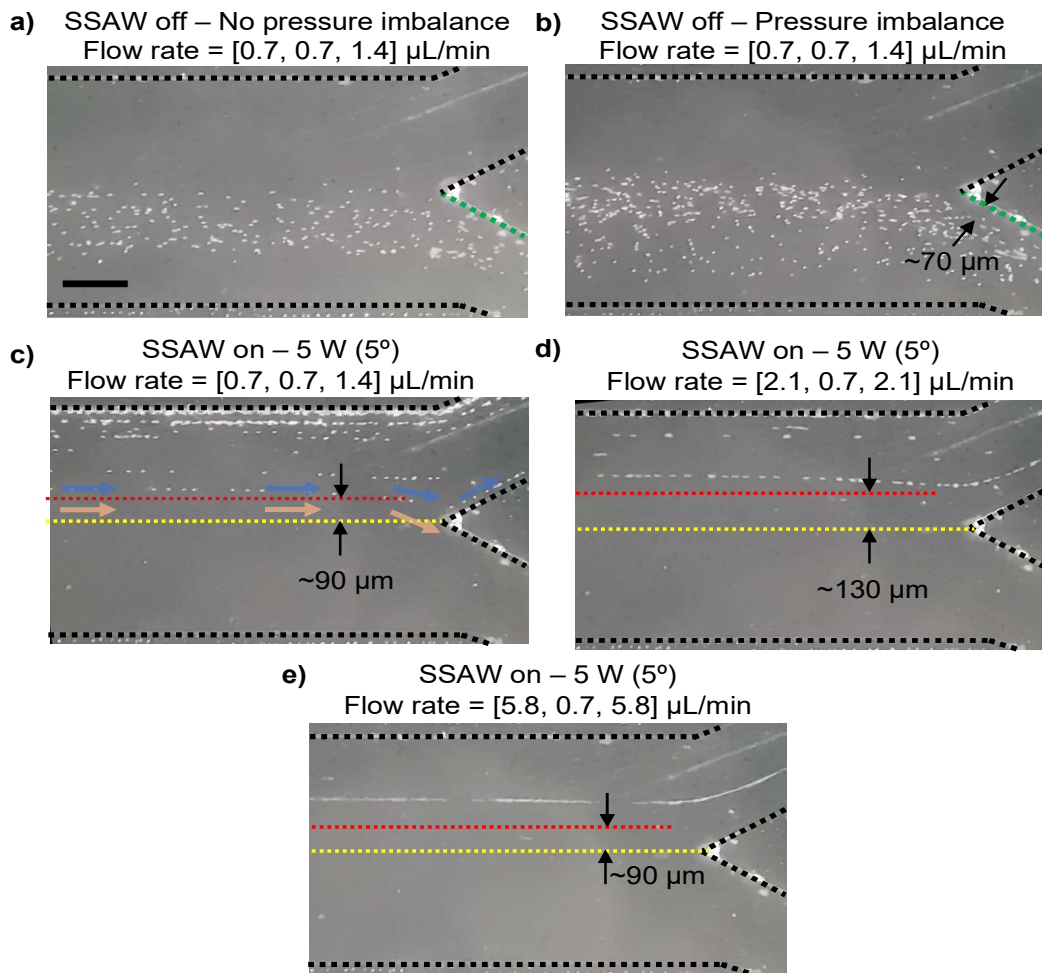 a)
SSAW off – No pressure imbalance
Flow rate = [0.7, 0.7, 1.4] µL/min
b)
SSAW off – Pressure imbalance
Flow rate = [0.7, 0.7, 1.4] µL/min
~70 µm
c)
SSAW on – 5 W (5º)
Flow rate = [0.7, 0.7, 1.4] µL/min
~90 µm
d)
SSAW on – 5 W (5º)
Flow rate = [2.1, 0.7, 2.1] µL/min
~130 µm
e)
SSAW on – 5 W (5º)
Flow rate = [5.8, 0.7, 5.8] µL/min
~90 µm